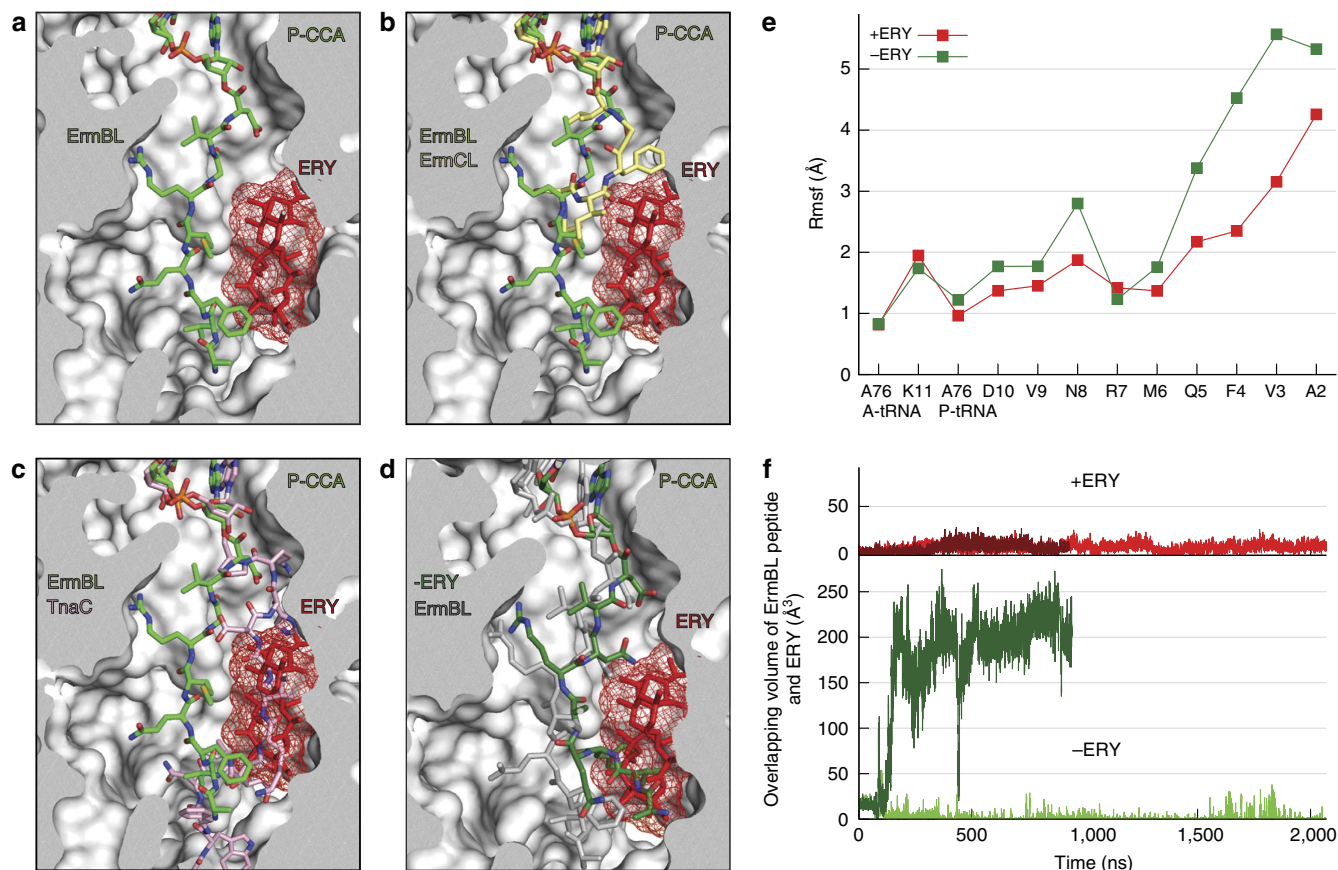 a
P-CCA
ErmBL
ERY
b
P-CCA
ErmBL
ErmCL
ERY
c
P-CCA
ErmBL
TnaC
ERY
d
P-CCA
-ERY
ErmBL
ERY
e
+ERY
–ERY
Rmsf (Å)
5
4
3
2
1
0
A76 K11 A76 D10 V9 N8 R7 M6 Q5 F4 V3 A2
A-tRNA P-tRNA
f
+ERY
Overlapping volume of ErmBL peptide
and ERY (Å³)
50
0
250
200
150
100
50
0
–ERY
0 500 1,000 1,500 2,000
Time (ns)